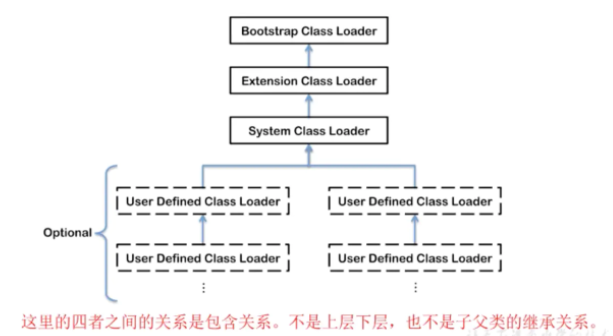 Bootstrap Class Loader
Extension Class Loader
System Class Loader
User Defined Class Loader
User Defined Class Loader
Optional
User Defined Class Loader
User Defined Class Loader
这里的四者之间的关系是包含关系。不是上层下层，也不是子父类的继承关系。